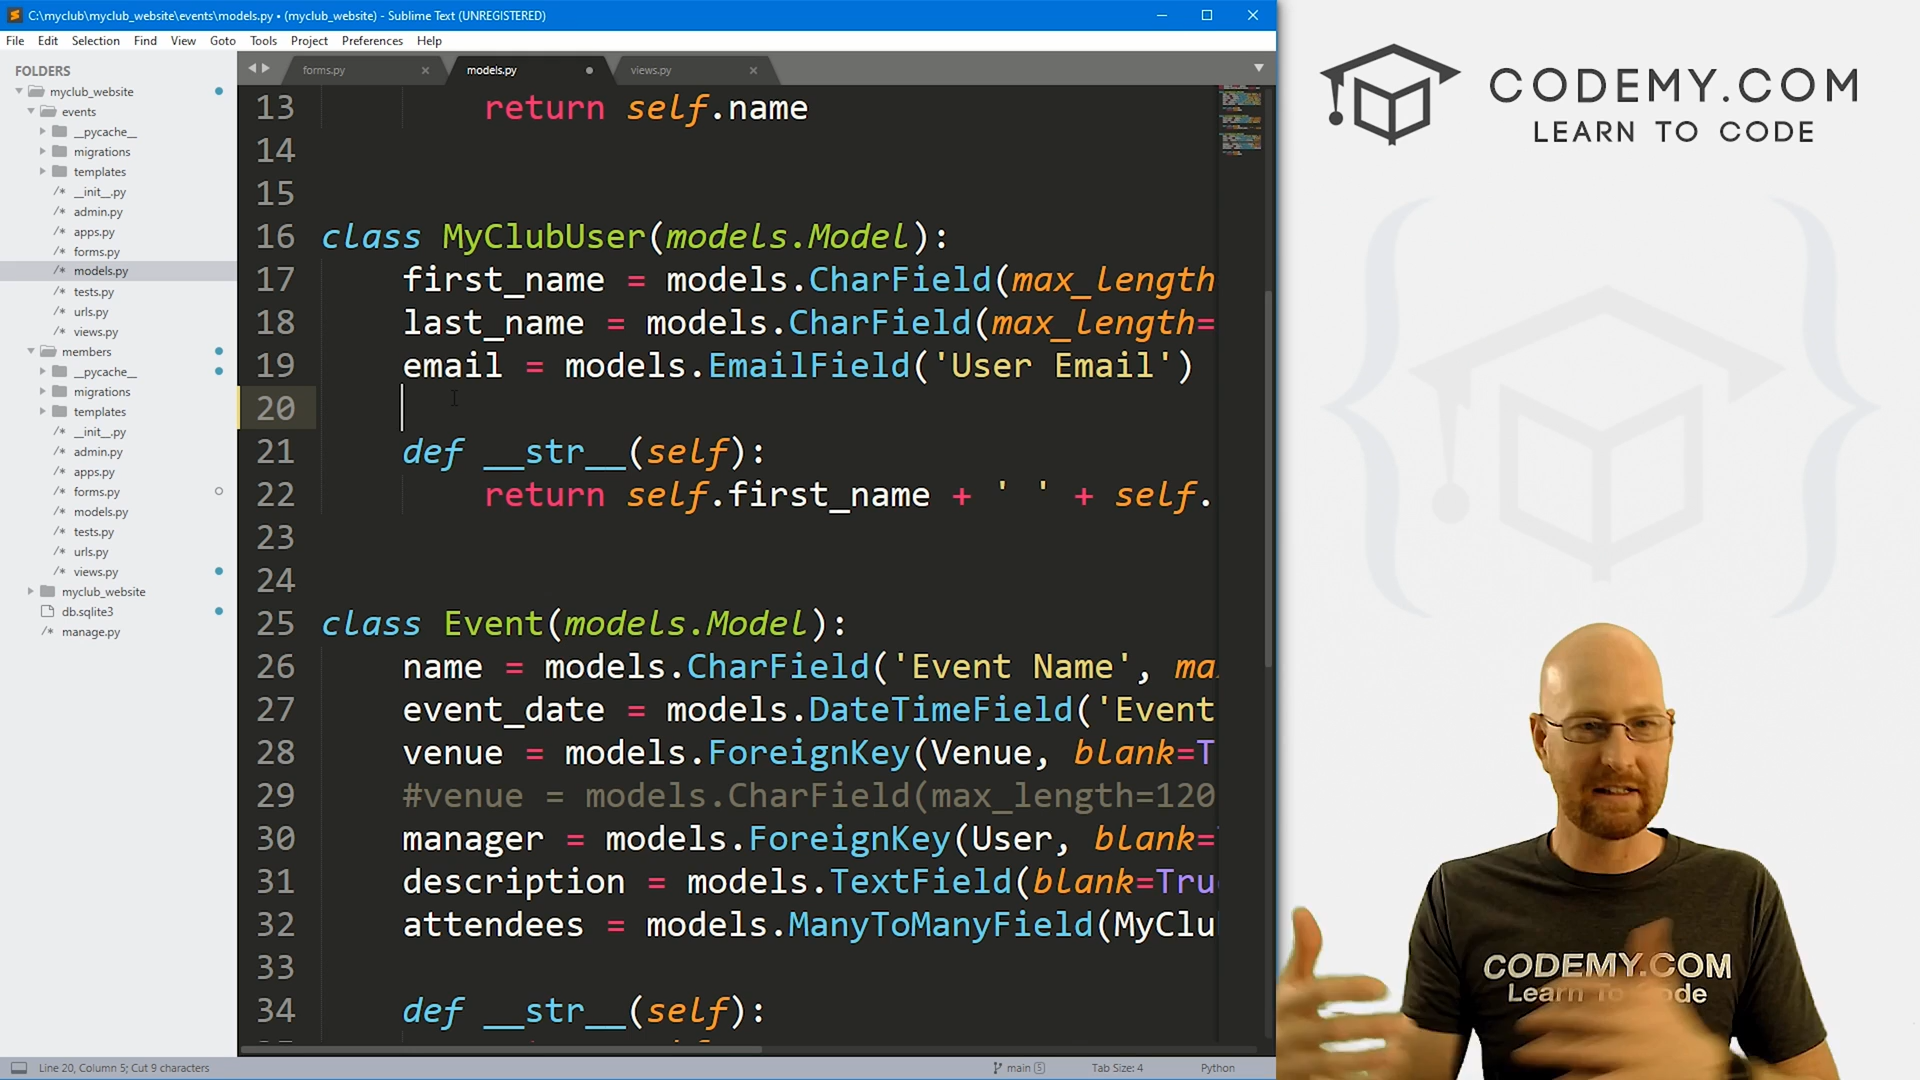 C:\myclub\myclub_website\events\models.py • (myclub_website) - Sublime Text (UNREGISTERED)
File Edit Selection Find View Goto Tools Project Preferences Help
FOLDERS
myclub_website
events
__pycache__
migrations
templates
/* __init__.py
/* admin.py
/* apps.py
/* forms.py
/* models.py
/* tests.py
/* urls.py
/* views.py
members
__pycache__
migrations
templates
/* __init__.py
/* admin.py
/* apps.py
/* forms.py
/* models.py
/* tests.py
/* urls.py
/* views.py
myclub_website
db.sqlite3
/* manage.py
forms.py models.py views.py
13 return self.name
14
15
16 class MyClubUser(models.Model):
17 first_name = models.CharField(max_length
18 last_name = models.CharField(max_length=
19 email = models.EmailField('User Email')
20
21 def __str__(self):
22 return self.first_name + ' ' + self.
23
24
25 class Event(models.Model):
26 name = models.CharField('Event Name', ma
27 event_date = models.DateTimeField('Event
28 venue = models.ForeignKey(Venue, blank=T
29 #venue = models.CharField(max_length=120
30 manager = models.ForeignKey(User, blank=
31 description = models.TextField(blank=Tru
32 attendees = models.ManyToManyField(MyClu
33
34 def __str__(self):
Line 20, Column 5; Cut 9 characters
main 5
Tab Size: 4
Python
CODEMY.COM
LEARN TO CODE
CODEMY.COM
Learn To Code